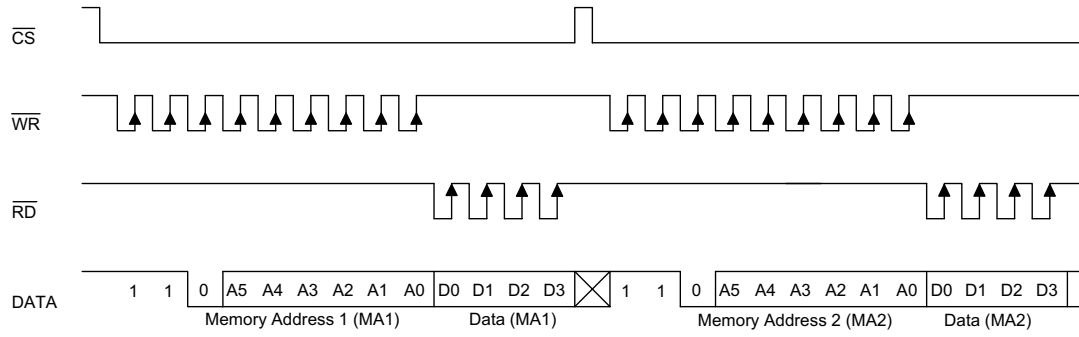 CS
WR
RD
DATA 1 1 0 A5 A4 A3 A2 A1 A0 D0 D1 D2 D3 1 1 0 A5 A4 A3 A2 A1 A0 D0 D1 D2 D3
Memory Address 1 (MA1) Data (MA1) Memory Address 2 (MA2) Data (MA2)